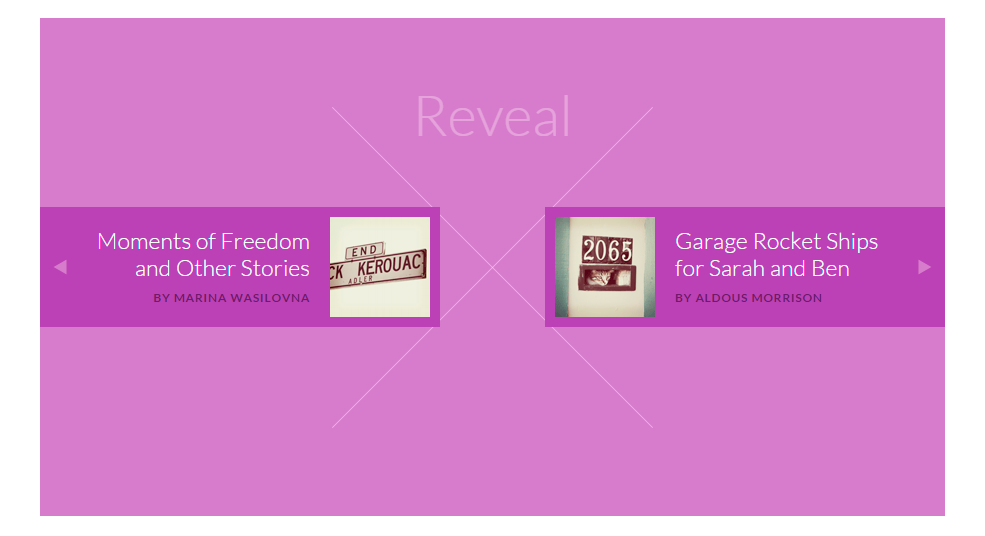 Reveal
Moments of Freedom
and Other Stories
BY MARINA WASILOVNA
END
CK KEROUAC
ADLER
2065
Garage Rocket Ships
for Sarah and Ben
BY ALDOUS MORRISON